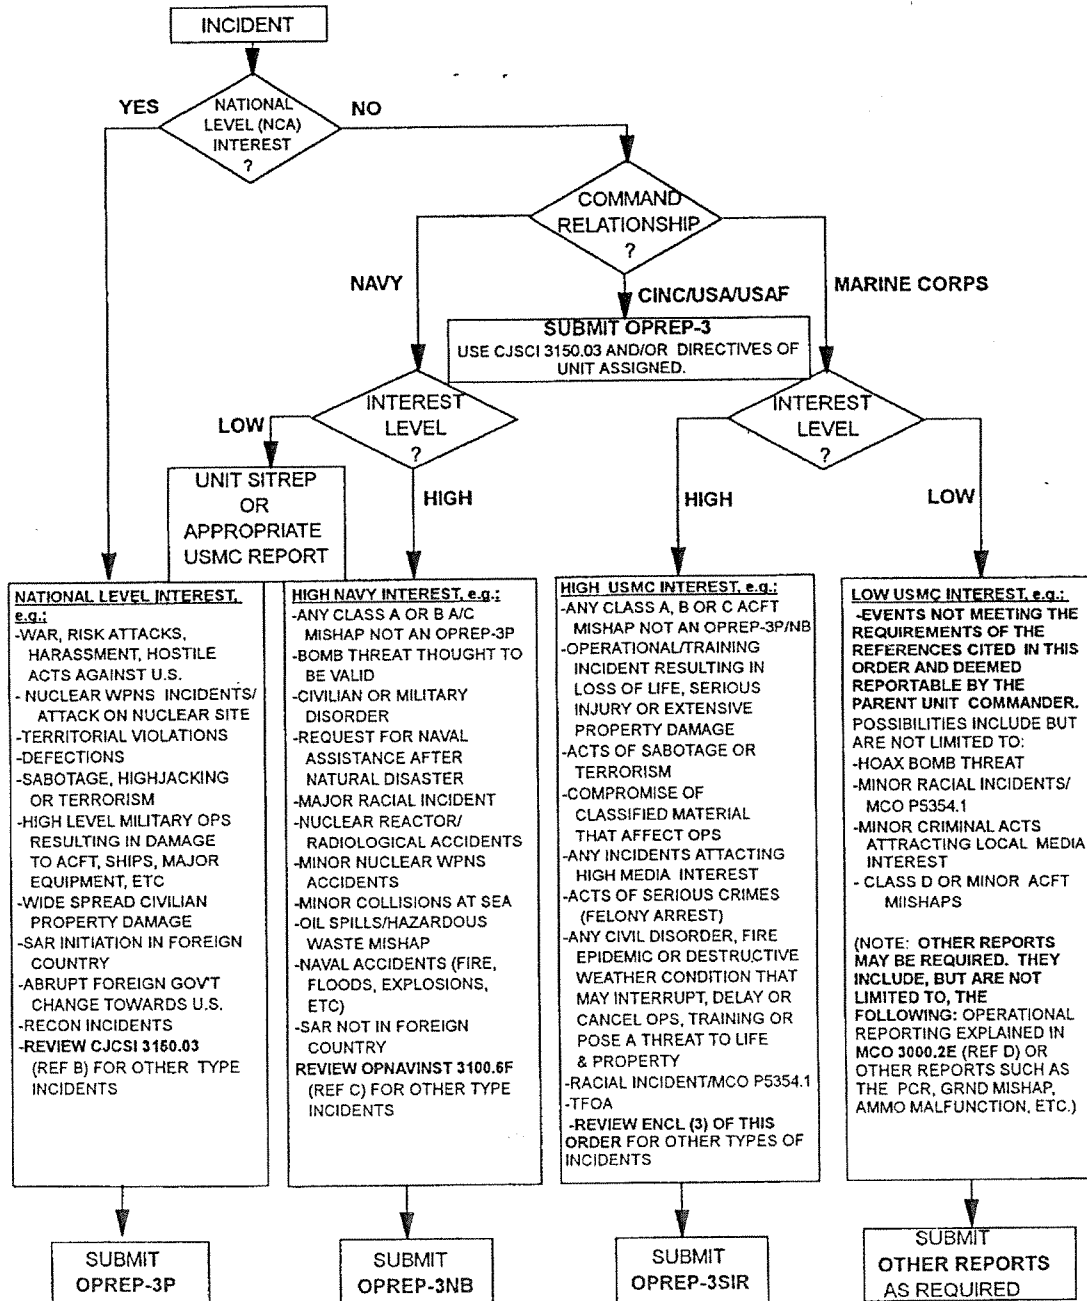 INCIDENT
YES
NATIONAL
LEVEL (NCA)
INTEREST
?
NO
COMMAND
RELATIONSHIP
?
NAVY
CINC/USA/USAF
MARINE CORPS
SUBMIT OPREP-3
USE CJSCI 3150.03 AND/OR DIRECTIVES OF
UNIT ASSIGNED.
INTEREST
LEVEL
?
LOW
HIGH
UNIT SITREP
OR
APPROPRIATE
USMC REPORT
INTEREST
LEVEL
?
HIGH
LOW
NATIONAL LEVEL INTEREST,
e.g.:
-WAR, RISK ATTACKS,
HARASSMENT, HOSTILE
ACTS AGAINST U.S.
- NUCLEAR WPNS INCIDENTS/
ATTACK ON NUCLEAR SITE
-TERRITORIAL VIOLATIONS
-DEFECTIONS
-SABOTAGE, HIGHJACKING
OR TERRORISM
-HIGH LEVEL MILITARY OPS
RESULTING IN DAMAGE
TO ACFT, SHIPS, MAJOR
EQUIPMENT, ETC
-WIDE SPREAD CIVILIAN
PROPERTY DAMAGE
-SAR INITIATION IN FOREIGN
COUNTRY
-ABRUPT FOREIGN GOV'T
CHANGE TOWARDS U.S.
-RECON INCIDENTS
-REVIEW CJCSI 3150.03
(REF B) FOR OTHER TYPE
INCIDENTS
HIGH NAVY INTEREST, e.g.:
-ANY CLASS A OR B A/C
MISHAP NOT AN OPREP-3P
-BOMB THREAT THOUGHT TO
BE VALID
-CIVILIAN OR MILITARY
DISORDER
-REQUEST FOR NAVAL
ASSISTANCE AFTER
NATURAL DISASTER
-MAJOR RACIAL INCIDENT
-NUCLEAR REACTOR/
RADIOLOGICAL ACCIDENTS
-MINOR NUCLEAR WPNS
ACCIDENTS
-MINOR COLLISIONS AT SEA
-OIL SPILLS/HAZARDOUS
WASTE MISHAP
-NAVAL ACCIDENTS (FIRE,
FLOODS, EXPLOSIONS,
ETC)
-SAR NOT IN FOREIGN
COUNTRY
REVIEW OPNAVINST 3100.6F
(REF C) FOR OTHER TYPE
INCIDENTS
HIGH USMC INTEREST, e.g.:
-ANY CLASS A, B OR C ACFT
MISHAP NOT AN OPREP-3P/NB
-OPERATIONAL/TRAINING
INCIDENT RESULTING IN
LOSS OF LIFE, SERIOUS
INJURY OR EXTENSIVE
PROPERTY DAMAGE
-ACTS OF SABOTAGE OR
TERRORISM
-COMPROMISE OF
CLASSIFIED MATERIAL
THAT AFFECT OPS
-ANY INCIDENTS ATTACTING
HIGH MEDIA INTEREST
-ACTS OF SERIOUS CRIMES
(FELONY ARREST)
-ANY CIVIL DISORDER, FIRE
EPIDEMIC OR DESTRUCTIVE
WEATHER CONDITION THAT
MAY INTERRUPT, DELAY OR
CANCEL OPS, TRAINING OR
POSE A THREAT TO LIFE
& PROPERTY
-RACIAL INCIDENT/MCO P5354.1
-TFOA
-REVIEW ENCL (3) OF THIS
ORDER FOR OTHER TYPES OF
INCIDENTS
LOW USMC INTEREST, e.g.:
-EVENTS NOT MEETING THE
REQUIREMENTS OF THE
REFERENCES CITED IN THIS
ORDER AND DEEMED
REPORTABLE BY THE
PARENT UNIT COMMANDER.
POSSIBILITIES INCLUDE BUT
ARE NOT LIMITED TO:
-HOAX BOMB THREAT
-MINOR RACIAL INCIDENTS/
MCO P5354.1
-MINOR CRIMINAL ACTS
ATTRACTING LOCAL MEDIA
INTEREST
- CLASS D OR MINOR ACFT
MIISHAPS
(NOTE: OTHER REPORTS
MAY BE REQUIRED. THEY
INCLUDE, BUT ARE NOT
LIMITED TO, THE
FOLLOWING: OPERATIONAL
REPORTING EXPLAINED IN
MCO 3000.2E (REF D) OR
OTHER REPORTS SUCH AS
THE PCR, GRND MISHAP,
AMMO MALFUNCTION, ETC.)
SUBMIT
OPREP-3P
SUBMIT
OPREP-3NB
SUBMIT
OPREP-3SIR
SUBMIT
OTHER REPORTS
AS REQUIRED